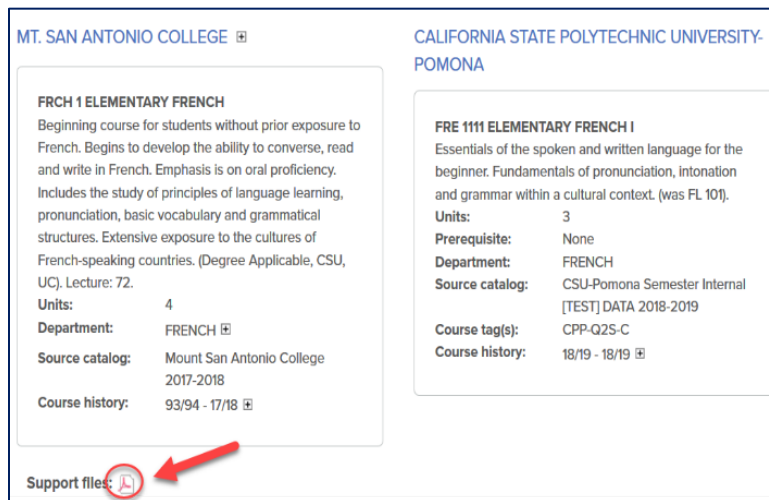 MT. SAN ANTONIO COLLEGE
FRCH 1 ELEMENTARY FRENCH
Beginning course for students without prior exposure to
French. Begins to develop the ability to converse, read
and write in French. Emphasis is on oral proficiency.
Includes the study of principles of language learning,
pronunciation, basic vocabulary and grammatical
structures. Extensive exposure to the cultures of
French-speaking countries. (Degree Applicable, CSU,
UC). Lecture: 72.
Units: 4
Department: FRENCH
Source catalog: Mount San Antonio College
2017-2018
Course history: 93/94 - 17/18
Support files:
CALIFORNIA STATE POLYTECHNIC UNIVERSITY-
POMONA
FRE 1111 ELEMENTARY FRENCH I
Essentials of the spoken and written language for the
beginner. Fundamentals of pronunciation, intonation
and grammar within a cultural context. (was FL 101).
Units: 3
Prerequisite: None
Department: FRENCH
Source catalog: CSU-Pomona Semester Internal
[TEST] DATA 2018-2019
Course tag(s): CPP-Q2S-C
Course history: 18/19 - 18/19